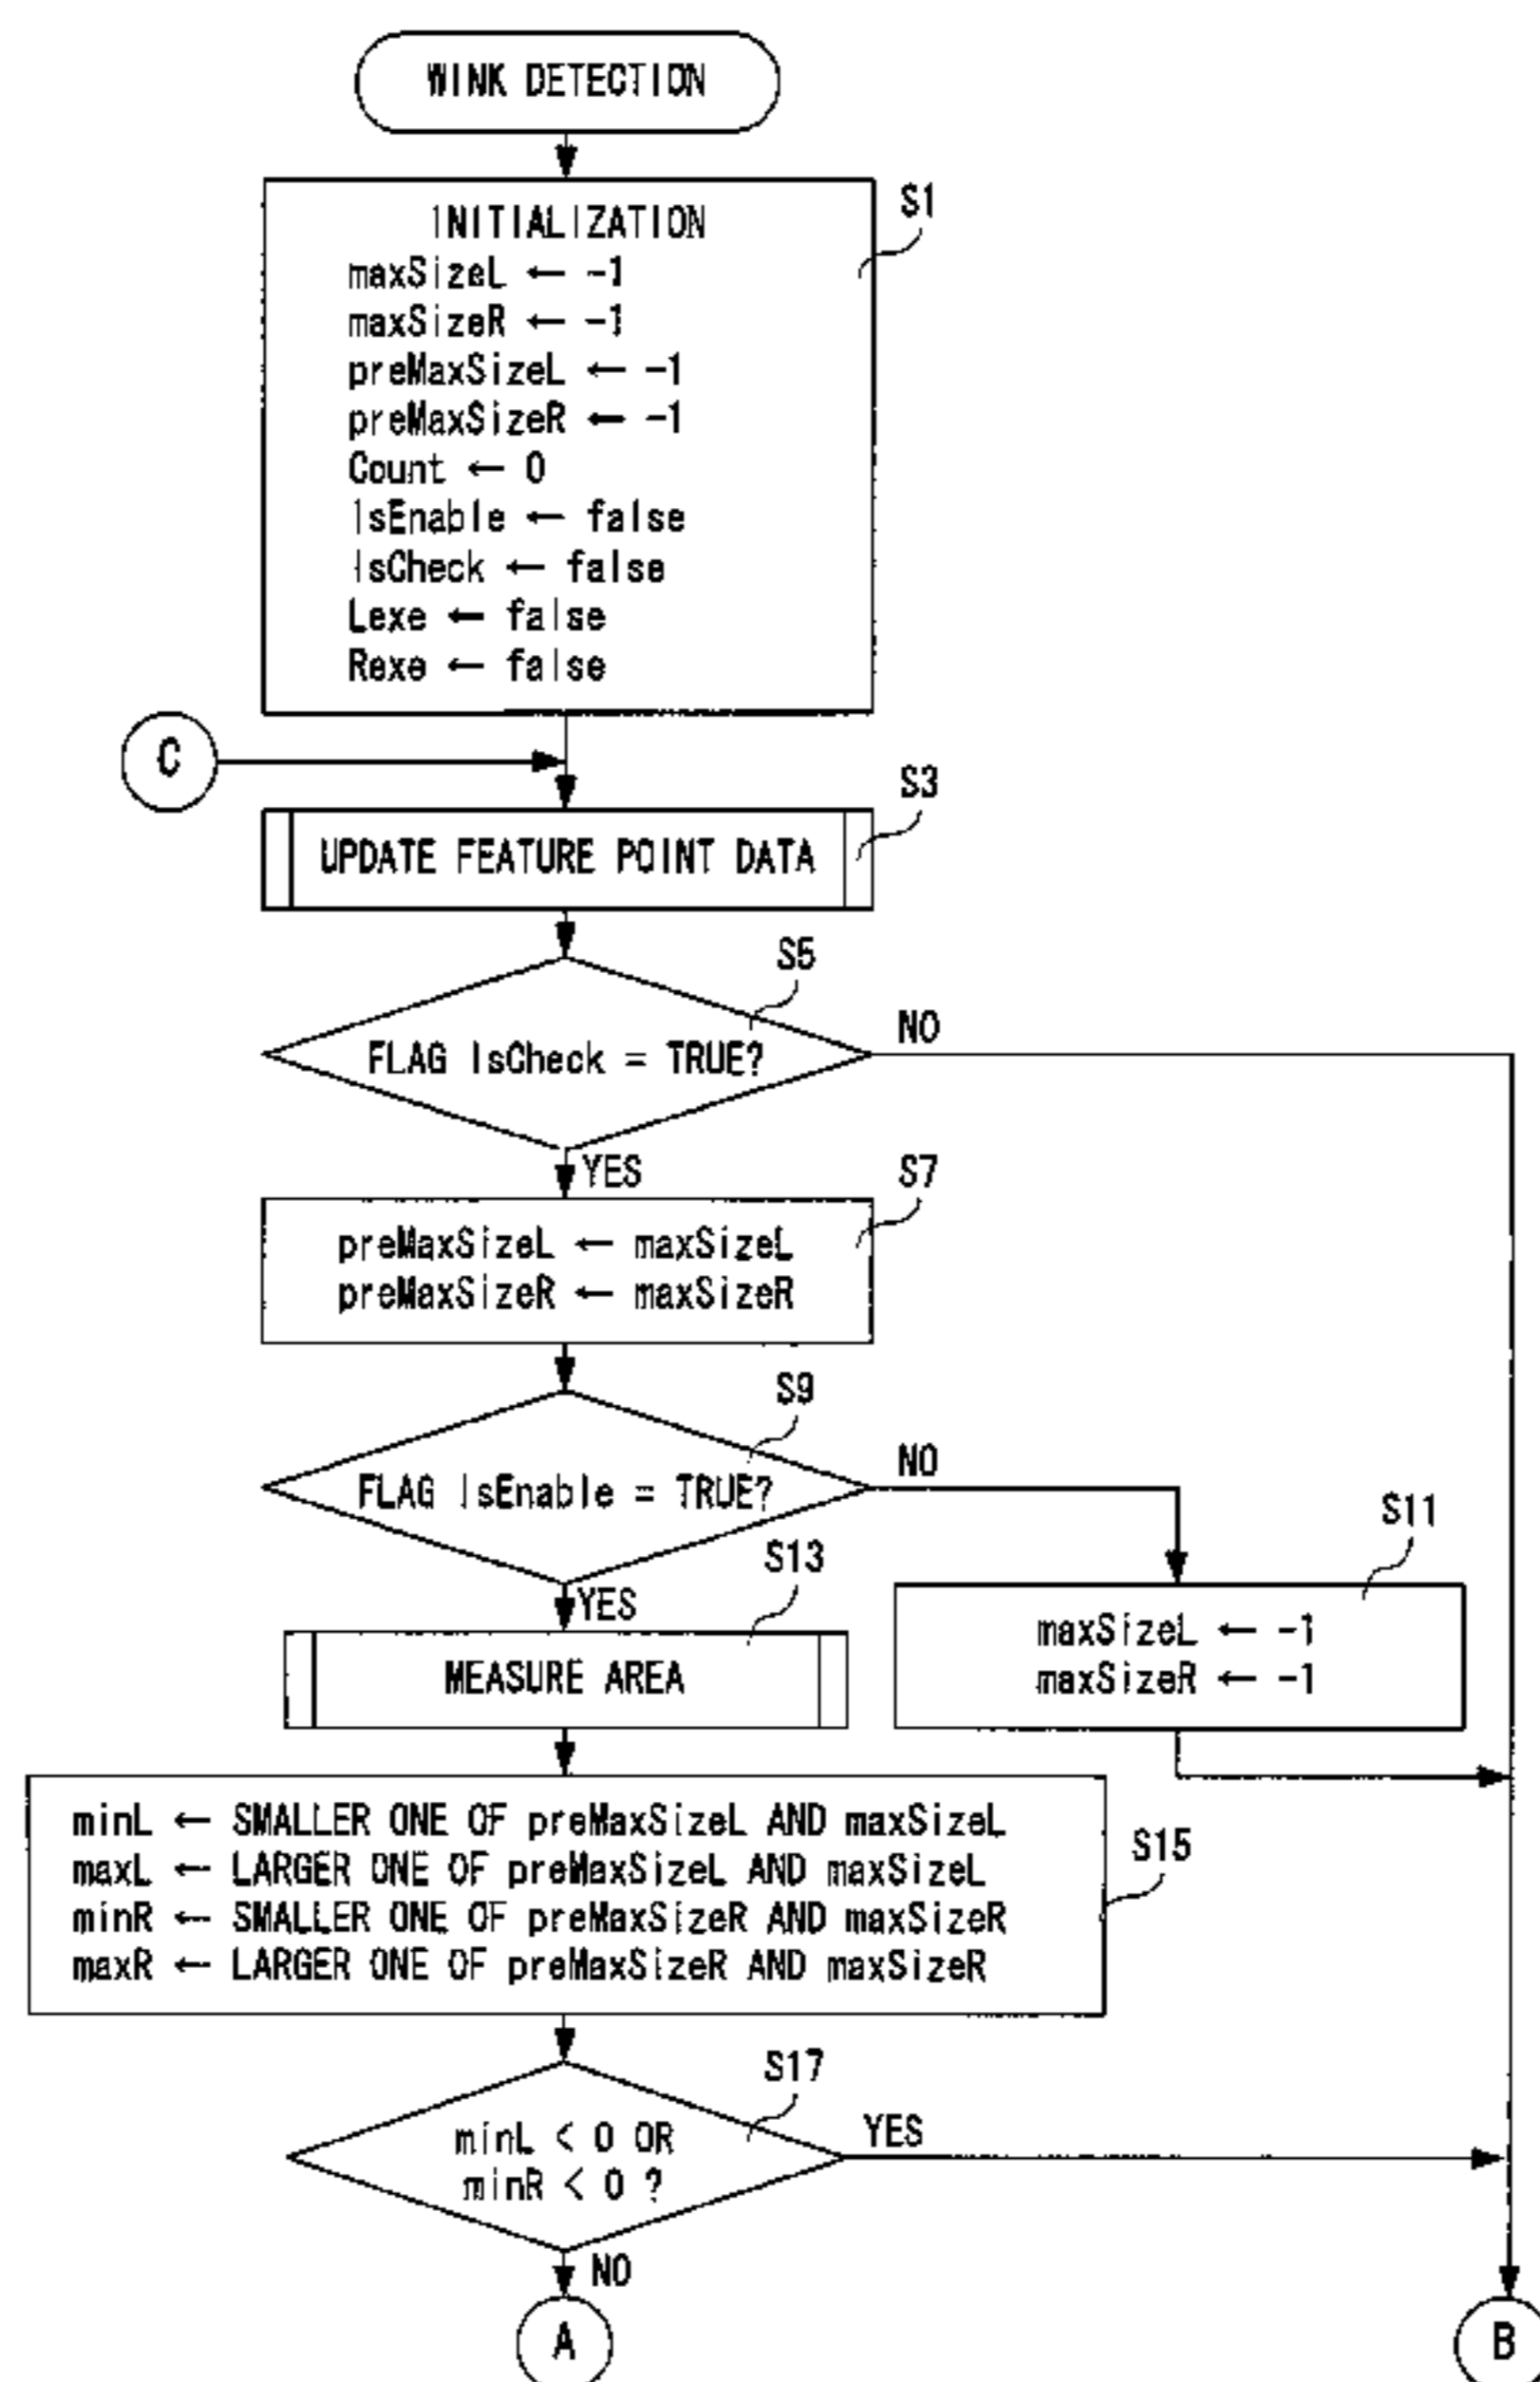 WINK DETECTION
S1
INITIALIZATION
maxSizeL ← -1
maxSizeR ← -1
preMaxSizeL ← -1
preMaxSizeR ← -1
Count ← 0
IsEnable ← false
IsCheck ← false
Lexe ← false
Rexe ← false
C
S3
UPDATE FEATURE POINT DATA
S5
FLAG IsCheck = TRUE?
NO
YES
S7
preMaxSizeL ← maxSizeL
preMaxSizeR ← maxSizeR
S9
FLAG IsEnable = TRUE?
NO
S11
maxSizeL ← -1
maxSizeR ← -1
YES
S13
MEASURE AREA
S15
minL ← SMALLER ONE OF preMaxSizeL AND maxSizeL
maxL ← LARGER ONE OF preMaxSizeL AND maxSizeL
minR ← SMALLER ONE OF preMaxSizeR AND maxSizeR
maxR ← LARGER ONE OF preMaxSizeR AND maxSizeR
S17
minL < 0 OR
minR < 0 ?
YES
NO
A
B